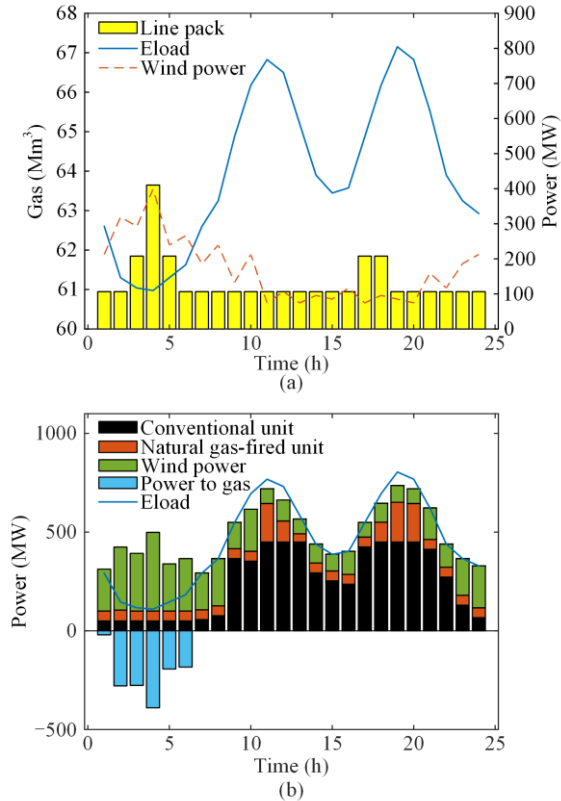 68
67
66
65
64
63
62
61
60
Gas (Mm³)
Line pack
Eload
Wind power
900
800
700
600
500
400
300
200
100
0
Power (MW)
0 5 10 15 20 25
Time (h)
(a)
1000
500
0
−500
Power (MW)
Conventional unit
Natural gas-fired unit
Wind power
Power to gas
Eload
0 5 10 15 20 25
Time (h)
(b)